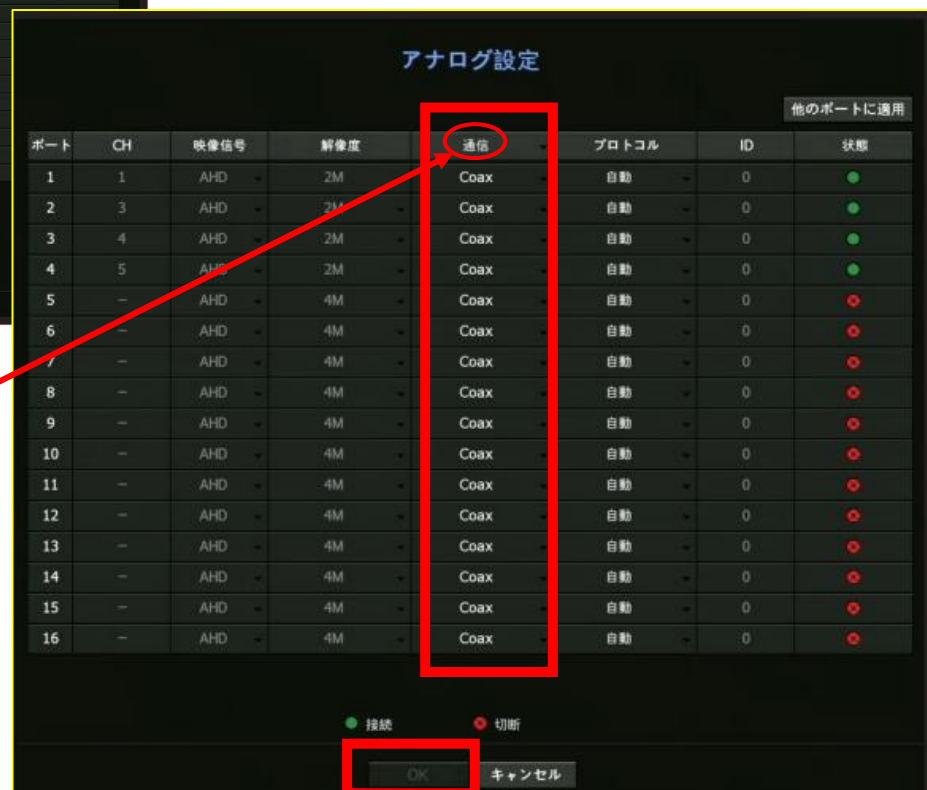 アナログ設定
他のポートに適用
ポート CH 映像信号 解像度 通信 プロトコル ID 状態
1 1 AHD 2M Coax 自動 0
2 3 AHD 2M Coax 自動 0
3 4 AHD 2M Coax 自動 0
4 5 AHD 2M Coax 自動 0
5 − AHD 4M Coax 自動 0
6 − AHD 4M Coax 自動 0
7 − AHD 4M Coax 自動 0
8 − AHD 4M Coax 自動 0
9 − AHD 4M Coax 自動 0
10 − AHD 4M Coax 自動 0
11 − AHD 4M Coax 自動 0
12 − AHD 4M Coax 自動 0
13 − AHD 4M Coax 自動 0
14 − AHD 4M Coax 自動 0
15 − AHD 4M Coax 自動 0
16 − AHD 4M Coax 自動 0
接続 切断
OK キャンセル